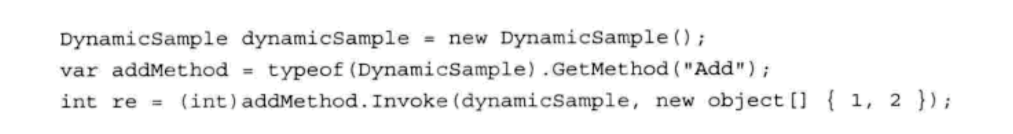 DynamicSample dynamicSample = new DynamicSample();
var addMethod = typeof(DynamicSample).GetMethod("Add");
int re = (int)addMethod.Invoke(dynamicSample, new object[] { 1, 2 });